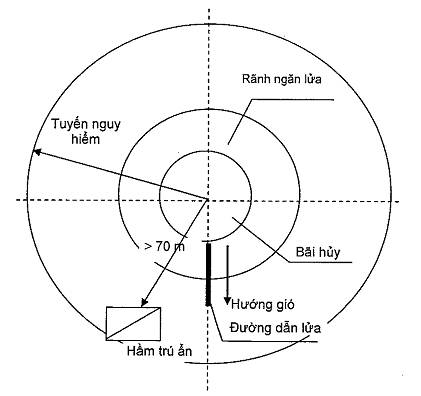 Rãnh ngăn lửa
Tuyến nguy
hiểm
> 70 m
Bãi hủy
Hướng gió
Đường dẫn lửa
Hầm trú ẩn